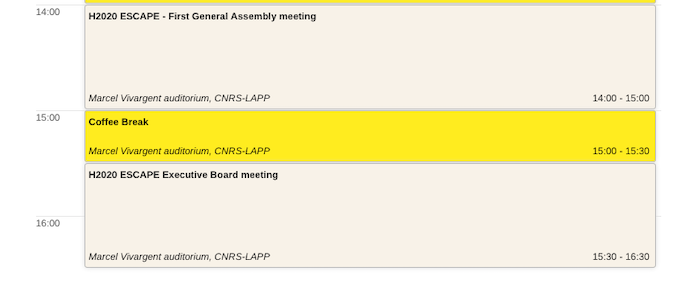 14:00
H2020 ESCAPE - First General Assembly meeting
Marcel Vivargent auditorium, CNRS-LAPP 14:00 - 15:00
15:00
Coffee Break
Marcel Vivargent auditorium, CNRS-LAPP 15:00 - 15:30
H2020 ESCAPE Executive Board meeting
16:00
Marcel Vivargent auditorium, CNRS-LAPP 15:30 - 16:30